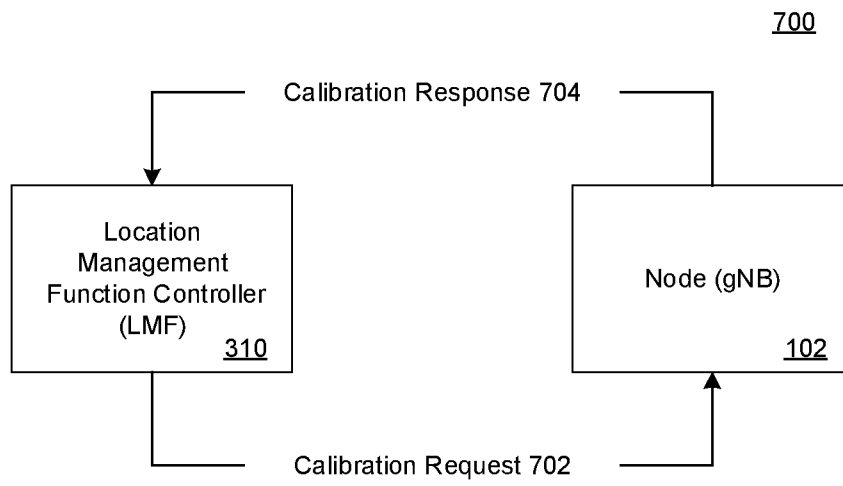 700
Calibration Response 704
Location
Management
Function Controller
(LMF)
310
Node (gNB)
102
Calibration Request 702